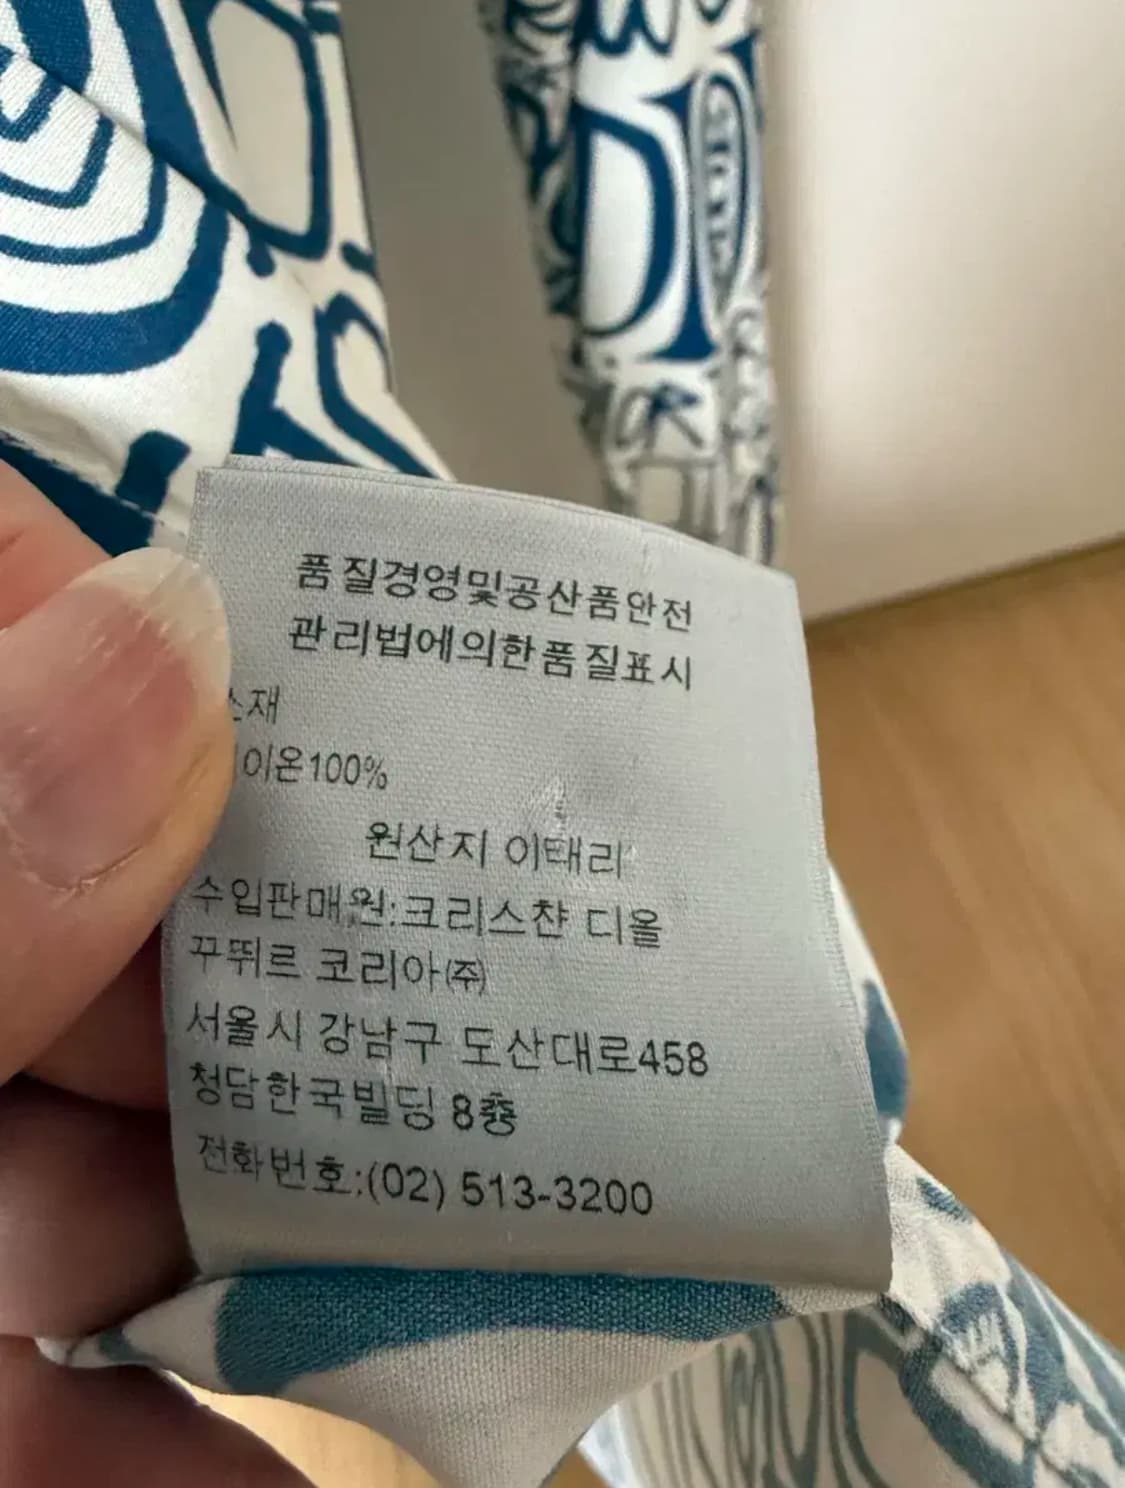 품질경영및공산품안전
관리법에의한품질표시
소재
이온100%
원산지 이태리
수입판매원:크리스챤 디올
꾸뛰르 코리아㈜
서울시 강남구 도산대로458
청담한국빌딩 8층
전화번호:(02) 513-3200